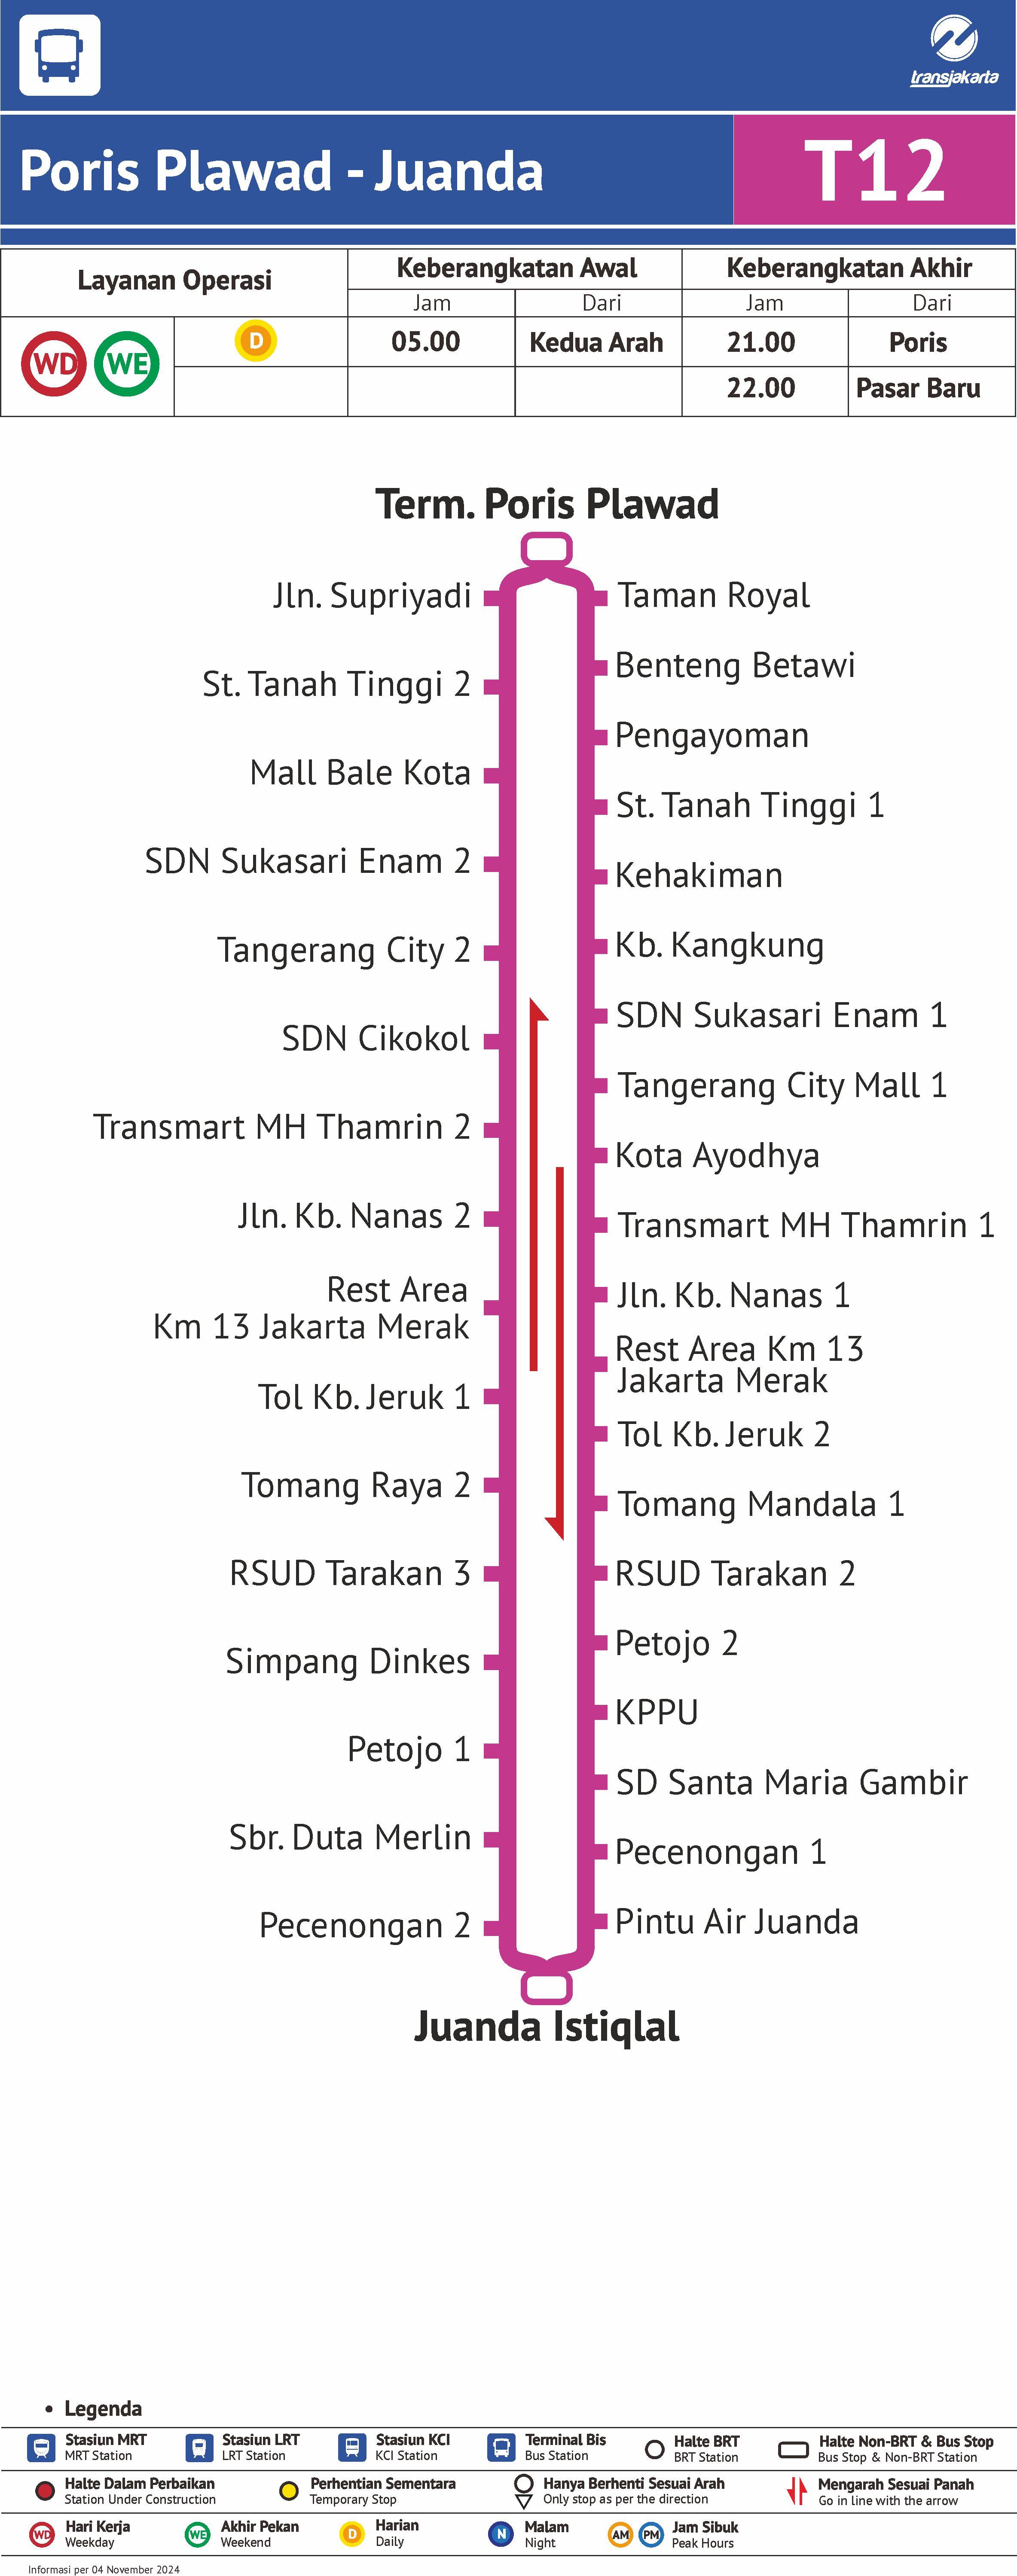 transjakarta
Poris Plawad - Juanda
T12
Layanan Operasi
Keberangkatan Awal
Keberangkatan Akhir
Jam
Dari
Jam
Dari
WD
WE
D
05.00
Kedua Arah
21.00
Poris
22.00
Pasar Baru
Term. Poris Plawad
Jln. Supriyadi
St. Tanah Tinggi 2
Mall Bale Kota
SDN Sukasari Enam 2
Tangerang City 2
SDN Cikokol
Transmart MH Thamrin 2
Jln. Kb. Nanas 2
Rest Area
Km 13 Jakarta Merak
Tol Kb. Jeruk 1
Tomang Raya 2
RSUD Tarakan 3
Simpang Dinkes
Petojo 1
Sbr. Duta Merlin
Pecenongan 2
Taman Royal
Benteng Betawi
Pengayoman
St. Tanah Tinggi 1
Kehakiman
Kb. Kangkung
SDN Sukasari Enam 1
Tangerang City Mall 1
Kota Ayodhya
Transmart MH Thamrin 1
Jln. Kb. Nanas 1
Rest Area Km 13
Jakarta Merak
Tol Kb. Jeruk 2
Tomang Mandala 1
RSUD Tarakan 2
Petojo 2
KPPU
SD Santa Maria Gambir
Pecenongan 1
Pintu Air Juanda
Juanda Istiqlal
• Legenda
Stasiun MRT
MRT Station
Stasiun LRT
LRT Station
Stasiun KCI
KCI Station
Terminal Bis
Bus Station
Halte BRT
BRT Station
Halte Non-BRT & Bus Stop
Bus Stop & Non-BRT Station
Halte Dalam Perbaikan
Station Under Construction
Perhentian Sementara
Temporary Stop
Hanya Berhenti Sesuai Arah
Only stop as per the direction
Mengarah Sesuai Panah
Go in line with the arrow
WD
Hari Kerja
Weekday
WE
Akhir Pekan
Weekend
D
Harian
Daily
N
Malam
Night
AM
PM
Jam Sibuk
Peak Hours
Informasi per 04 November 2024